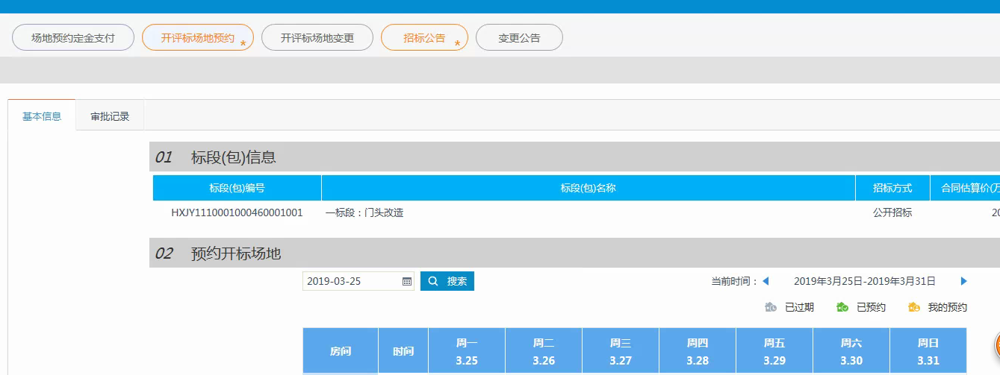 场地预约定金支付 开评标场地预约 * 开评标场地变更 招标公告 * 变更公告
基本信息 审批记录
01 标段(包)信息
标段(包)编号 标段(包)名称 招标方式 合同估算价(万
HXJY1110001000460001001 一标段：门头改造 公开招标 20
02 预约开标场地
2019-03-25 搜索 当前时间： 2019年3月25日-2019年3月31日
已过期 已预约 我的预约
房间 时间 周一 周二 周三 周四 周五 周六 周日
3.25 3.26 3.27 3.28 3.29 3.30 3.31